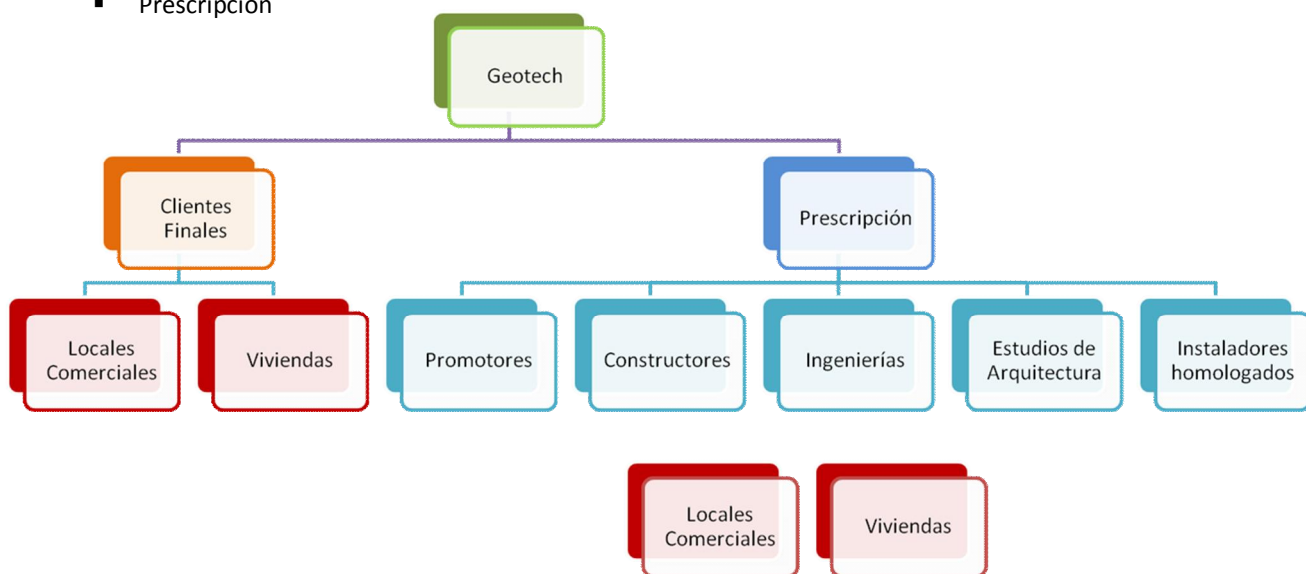 ▪ Prescripción
Geotech
Clientes
Finales
Prescripción
Locales
Comerciales
Viviendas
Promotores
Constructores
Ingenierías
Estudios de
Arquitectura
Instaladores
homologados
Locales
Comerciales
Viviendas